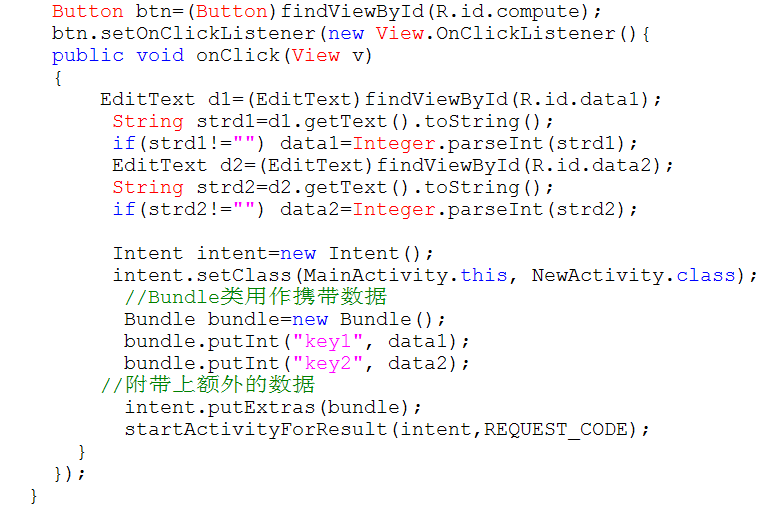 Button btn=(Button)findViewById(R.id.compute);
btn.setOnClickListener(new View.OnClickListener(){
public void onClick(View v)
{
EditText d1=(EditText)findViewById(R.id.data1);
String strd1=d1.getText().toString();
if(strd1!="") data1=Integer.parseInt(strd1);
EditText d2=(EditText)findViewById(R.id.data2);
String strd2=d2.getText().toString();
if(strd2!="") data2=Integer.parseInt(strd2);
Intent intent=new Intent();
intent.setClass(MainActivity.this, NewActivity.class);
//Bundle类用作携带数据
Bundle bundle=new Bundle();
bundle.putInt("key1", data1);
bundle.putInt("key2", data2);
//附带上额外的数据
intent.putExtras(bundle);
startActivityForResult(intent,REQUEST_CODE);
}
});
}